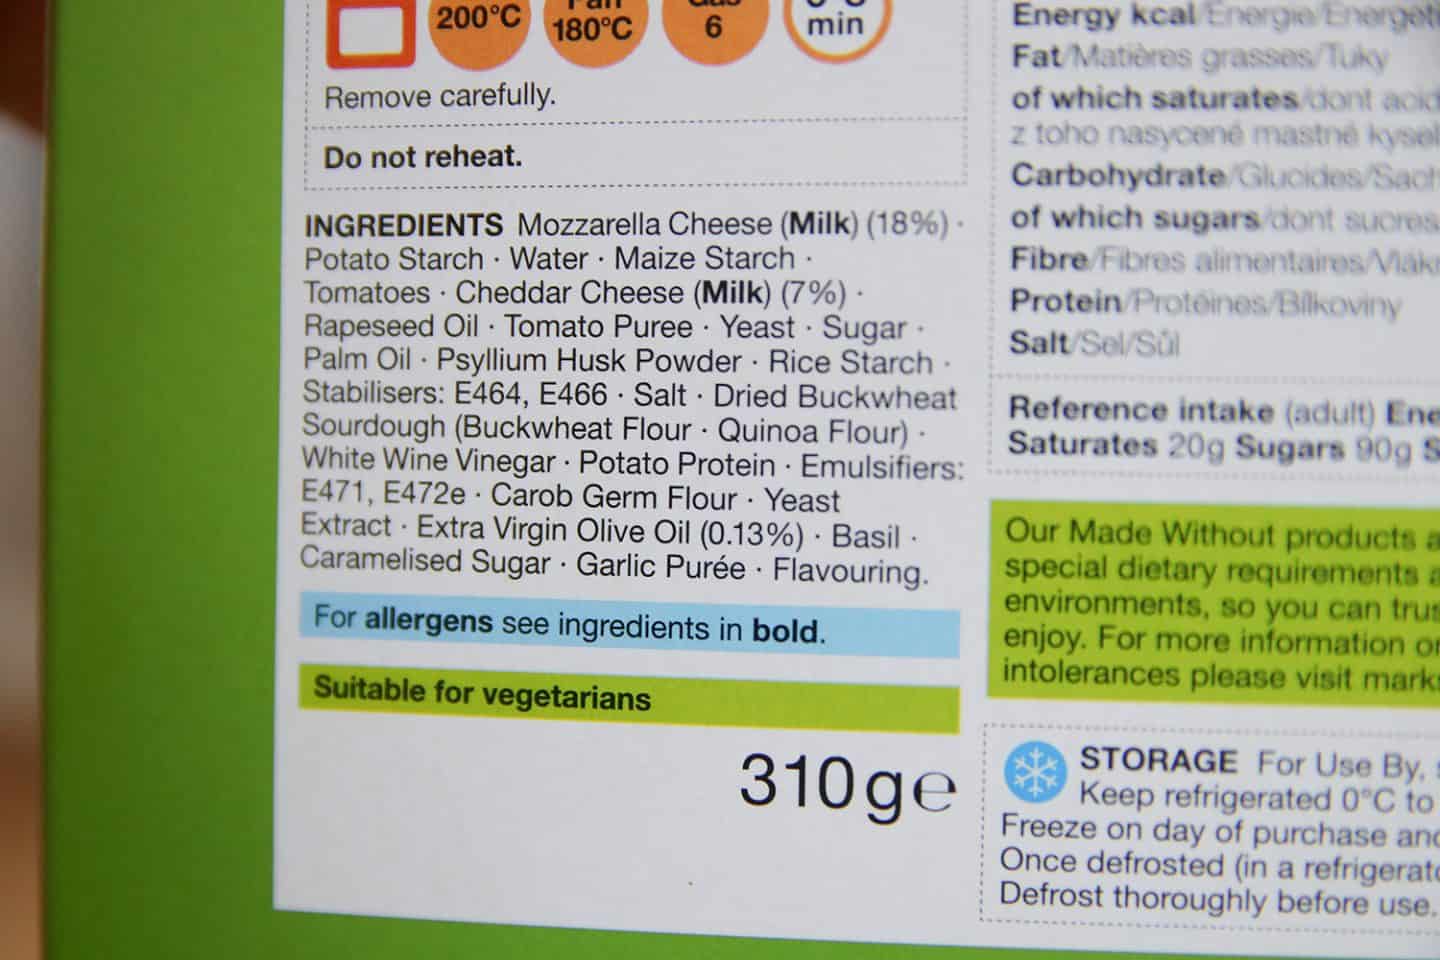 200°C
Fan
180°C
Gas
6
min
Remove carefully.
Do not reheat.
INGREDIENTS Mozzarella Cheese (Milk) (18%) ·
Potato Starch · Water · Maize Starch ·
Tomatoes · Cheddar Cheese (Milk) (7%) ·
Rapeseed Oil · Tomato Puree · Yeast · Sugar ·
Palm Oil · Psyllium Husk Powder · Rice Starch ·
Stabilisers: E464, E466 · Salt · Dried Buckwheat
Sourdough (Buckwheat Flour · Quinoa Flour) ·
White Wine Vinegar · Potato Protein · Emulsifiers:
E471, E472e · Carob Germ Flour · Yeast
Extract · Extra Virgin Olive Oil (0.13%) · Basil ·
Caramelised Sugar · Garlic Purée · Flavouring.
For allergens see ingredients in bold.
Suitable for vegetarians
310g℮
Energy kcal/Énergie/
Fat/Matières grasses/Tuky
of which saturates/dont
z toho nasycené mastné
Carbohydrate/Glucides/
of which sugars/dont sucres
Fibre/Fibres alimentaires/
Protein/Protéines/Bílkoviny
Salt/Sel/Sůl
Reference intake (adult)
Saturates 20g Sugars 90g
Our Made Without products
special dietary requirements
environments, so you can
enjoy. For more information
intolerances please visit
STORAGE For Use By,
Keep refrigerated 0°C to
Freeze on day of purchase
Once defrosted (in a
Defrost thoroughly before use.